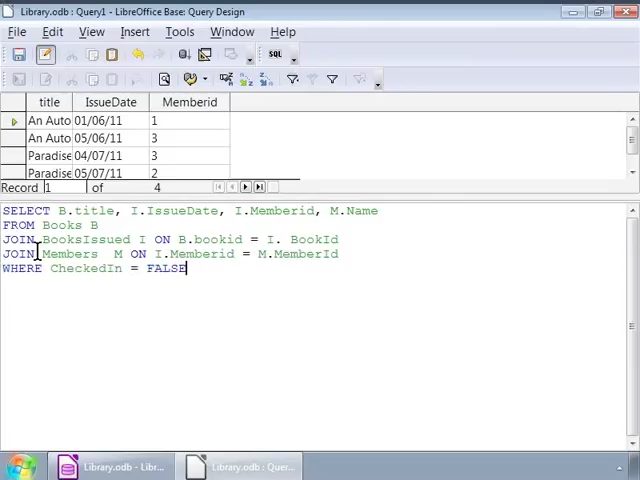 Library.odb : Query1 - LibreOffice Base: Query Design
File Edit View Insert Tools Window Help
SQL
title IssueDate Memberid
An Auto 01/06/11 1
An Auto 05/06/11 3
Paradise 04/07/11 3
Paradise 05/07/11 2
Record 1 of 4
SELECT B.title, I.IssueDate, I.Memberid, M.Name
FROM Books B
JOIN BooksIssued I ON B.bookid = I. BookId
JOIN Members M ON I.Memberid = M.MemberId
WHERE CheckedIn = FALSE
Library.odb - Libr...
Library.odb : Query...